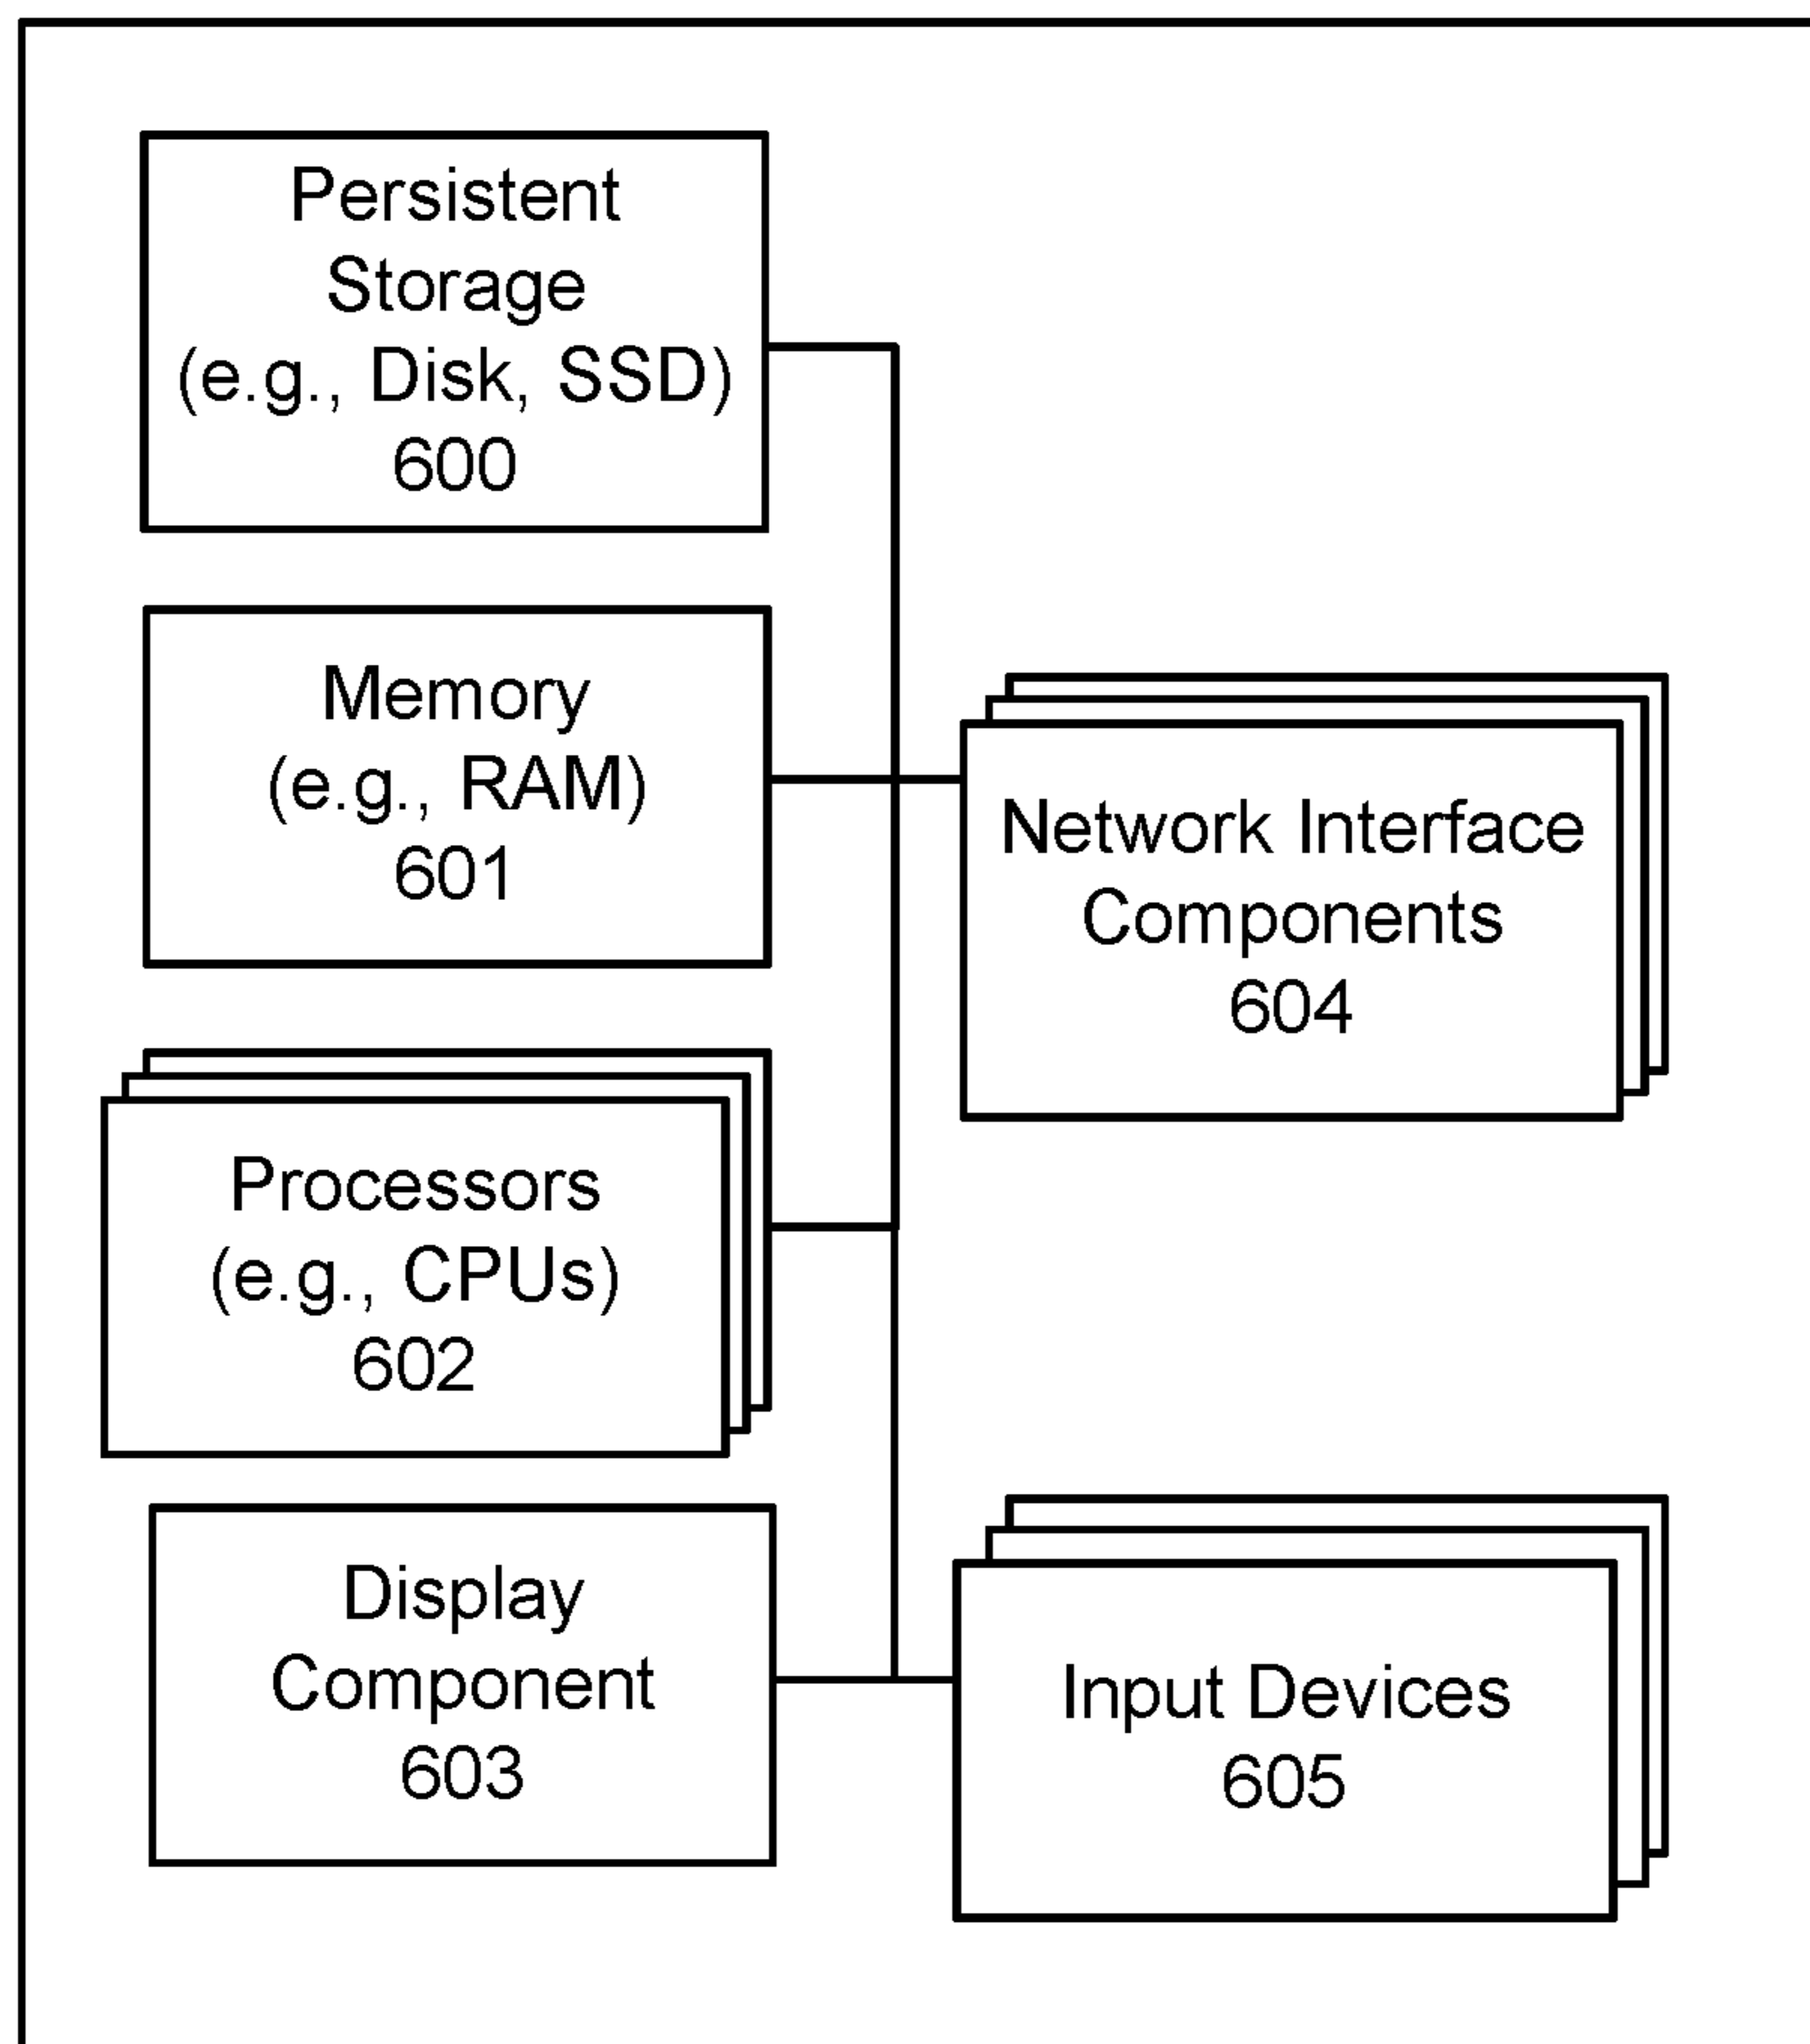 Persistent
Storage
(e.g., Disk, SSD)
600
Memory
(e.g., RAM)
601
Processors
(e.g., CPUs)
602
Display
Component
603
Network Interface
Components
604
Input Devices
605